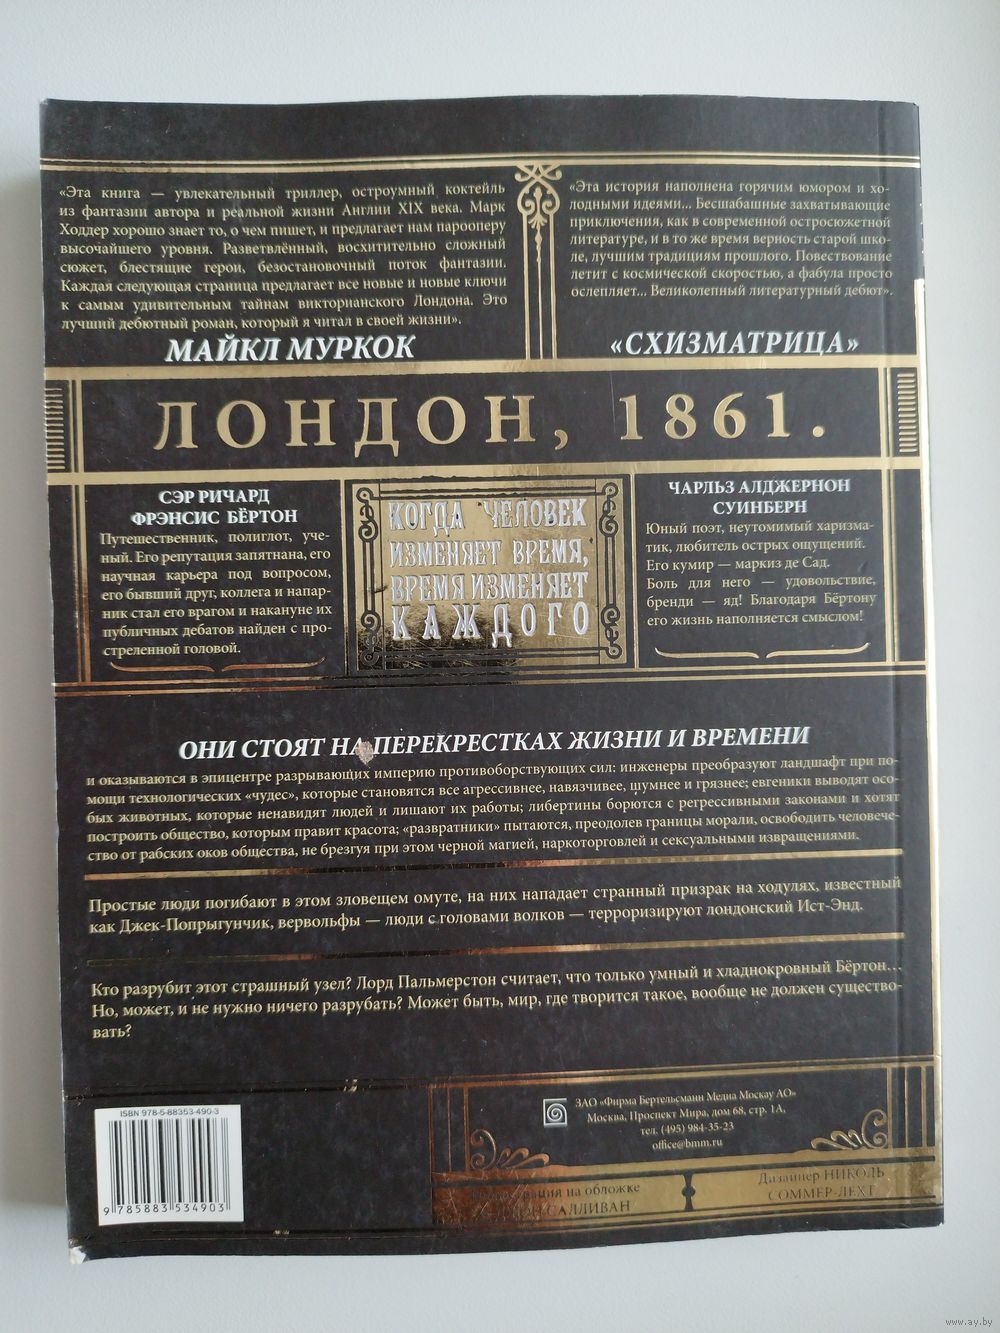 «Эта книга — увлекательный триллер, остроумный коктейль
из фантазии автора и реальной жизни Англии XIX века. Марк
Ходдер хорошо знает то, о чем пишет, и предлагает нам парооперу
высочайшего уровня. Разветвлённый, восхитительно сложный
сюжет, блестящие герои, безостановочный поток фантазии.
Каждая следующая страница предлагает все новые и новые ключи
к самым удивительным тайнам викторианского Лондона. Это
лучший дебютный роман, который я читал в своей жизни».
МАЙКЛ МУРКОК
«Эта история наполнена горячим юмором и хо-
лодными идеями... Бесшабашные захватывающие
приключения, как в современной остросюжетной
литературе, и в то же время верность старой шко-
ле, лучшим традициям прошлого. Повествование
летит с космической скоростью, а фабула просто
ослепляет... Великолепный литературный дебют».
«СХИЗМАТРИЦА»
ЛОНДОН, 1861.
СЭР РИЧАРД
ФРЭНСИС БЁРТОН
Путешественник, полиглот, уче-
ный. Его репутация запятнана, его
научная карьера под вопросом,
его бывший друг, коллега и напар-
ник стал его врагом и накануне их
публичных дебатов найден с про-
стреленной головой.
КОГДА ЧЕЛОВЕК
ИЗМЕНЯЕТ ВРЕМЯ,
ВРЕМЯ ИЗМЕНЯЕТ
КАЖДОГО
ЧАРЛЬЗ АЛДЖЕРНОН
СУИНБЕРН
Юный поэт, неутомимый харизма-
тик, любитель острых ощущений.
Его кумир — маркиз де Сад.
Боль для него — удовольствие,
бренди — яд! Благодаря Бёртону
его жизнь наполняется смыслом!
ОНИ СТОЯТ НА ПЕРЕКРЕСТКАХ ЖИЗНИ И ВРЕМЕНИ
и оказываются в эпицентре разрывающих империю противоборствующих сил: инженеры преобразуют ландшафт при по-
мощи технологических «чудес», которые становятся все агрессивнее, навязчивее, шумнее и грязнее; евгеники выводят осо-
бых животных, которые ненавидят людей и лишают их работы; либертины борются с регрессивными законами и хотят
построить общество, которым правит красота; «развратники» пытаются, преодолев границы морали, освободить человече-
ство от рабских оков общества, не брезгуя при этом черной магией, наркоторговлей и сексуальными извращениями.
Простые люди погибают в этом зловещем омуте, на них нападает странный призрак на ходулях, известный
как Джек-Попрыгунчик, вервольфы — люди с головами волков — терроризируют лондонский Ист-Энд.
Кто разрубит этот страшный узел? Лорд Пальмерстон считает, что только умный и хладнокровный Бёртон...
Но, может, и не нужно ничего разрубать? Может быть, мир, где творится такое, вообще не должен существо-
вать?
ISBN 978-5-88353-490-3
9 785883 534903
ЗАО «Фирма Бертельсманн Медиа Москау АО»
Москва, Проспект Мира, дом 68, стр. 1А,
тел. (495) 984-35-23
office@bmm.ru
на обложке
САЛЛИВАН
Дизайнер НИКОЛЬ
СОММЕР-ЛЕХТ
www.ay.by